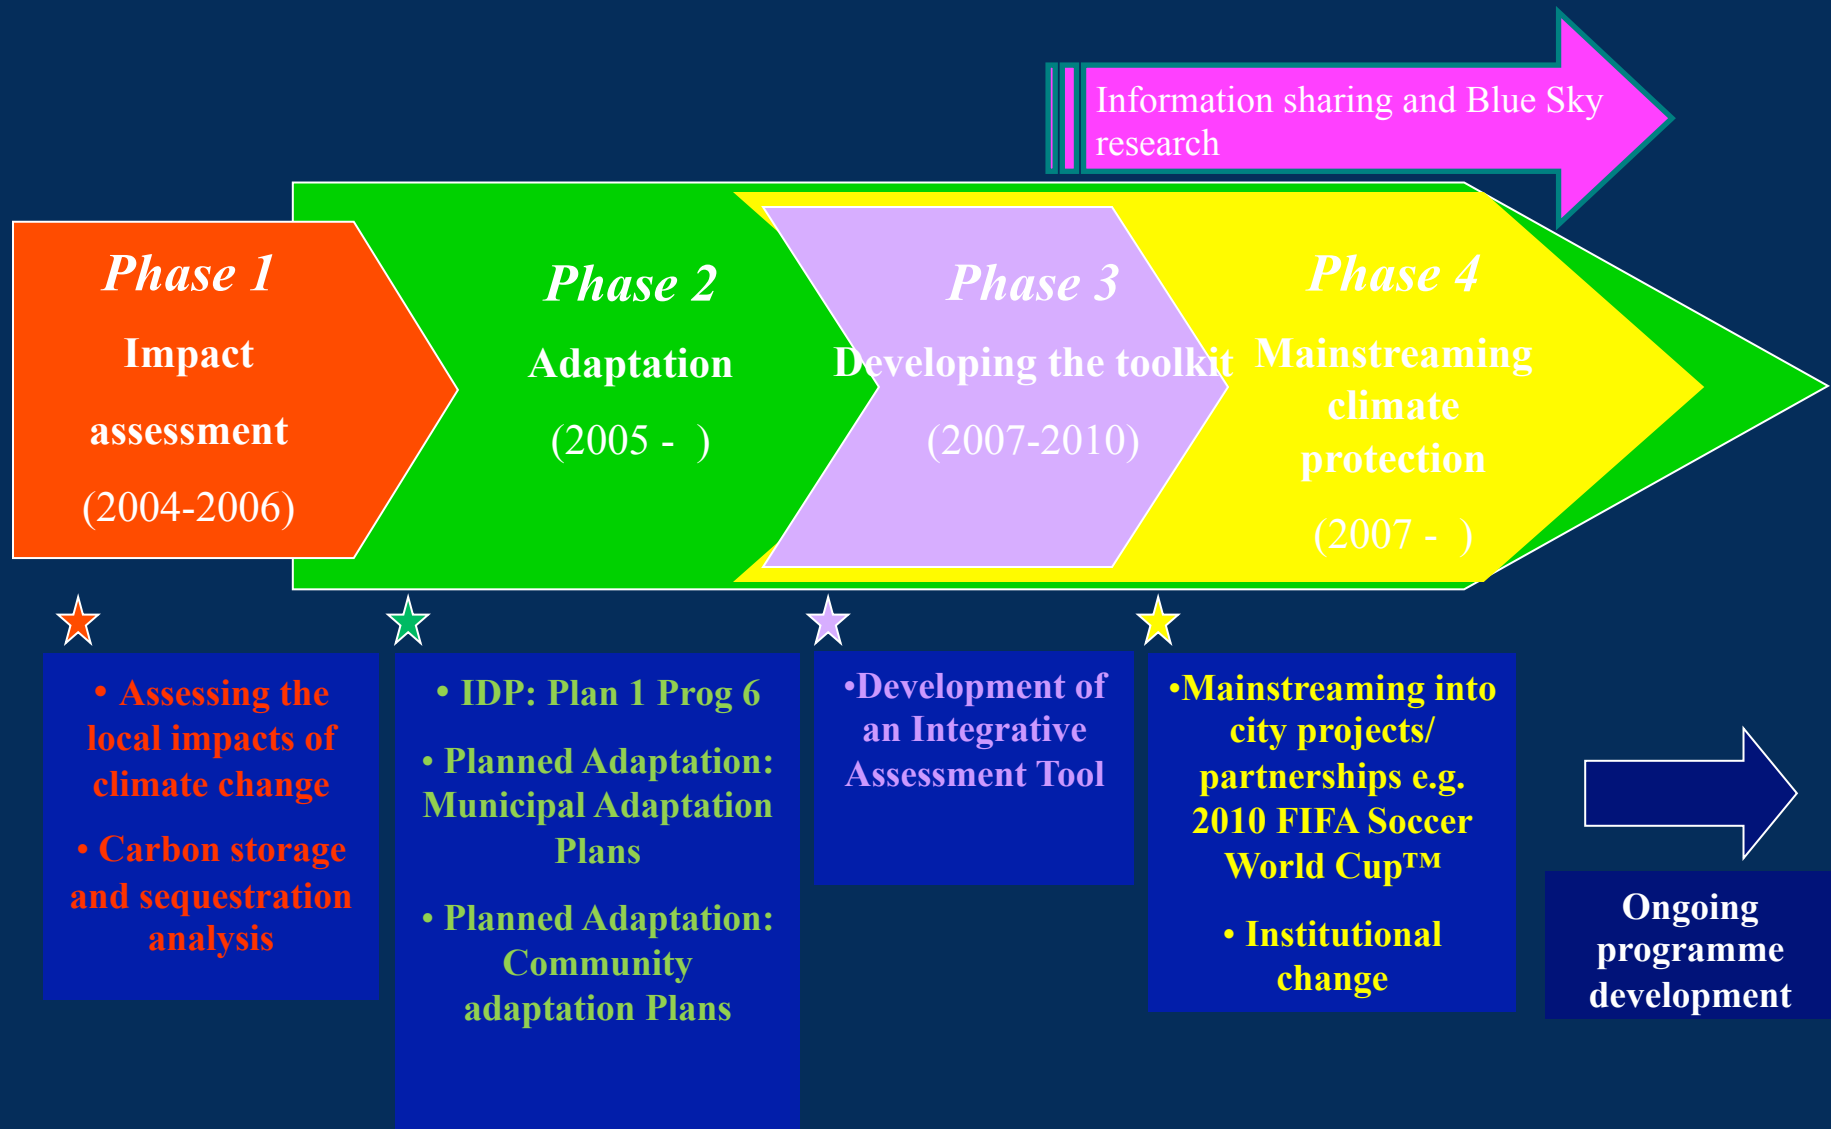 Information sharing and Blue Sky
research
Phase 1
Impact
assessment
(2004-2006)
Phase 2
Adaptation
(2005 -  )
Phase 3
Developing the toolkit
(2007-2010)
Phase 4
Mainstreaming
climate
protection
(2007 -  )
• Assessing the
local impacts of
climate change
• Carbon storage
and sequestration
analysis
• IDP: Plan 1 Prog 6
• Planned Adaptation:
Municipal Adaptation
Plans
• Planned Adaptation:
Community
adaptation Plans
•Development of
an Integrative
Assessment Tool
•Mainstreaming into
city projects/
partnerships e.g.
2010 FIFA Soccer
World Cup™
• Institutional
change
Ongoing
programme
development